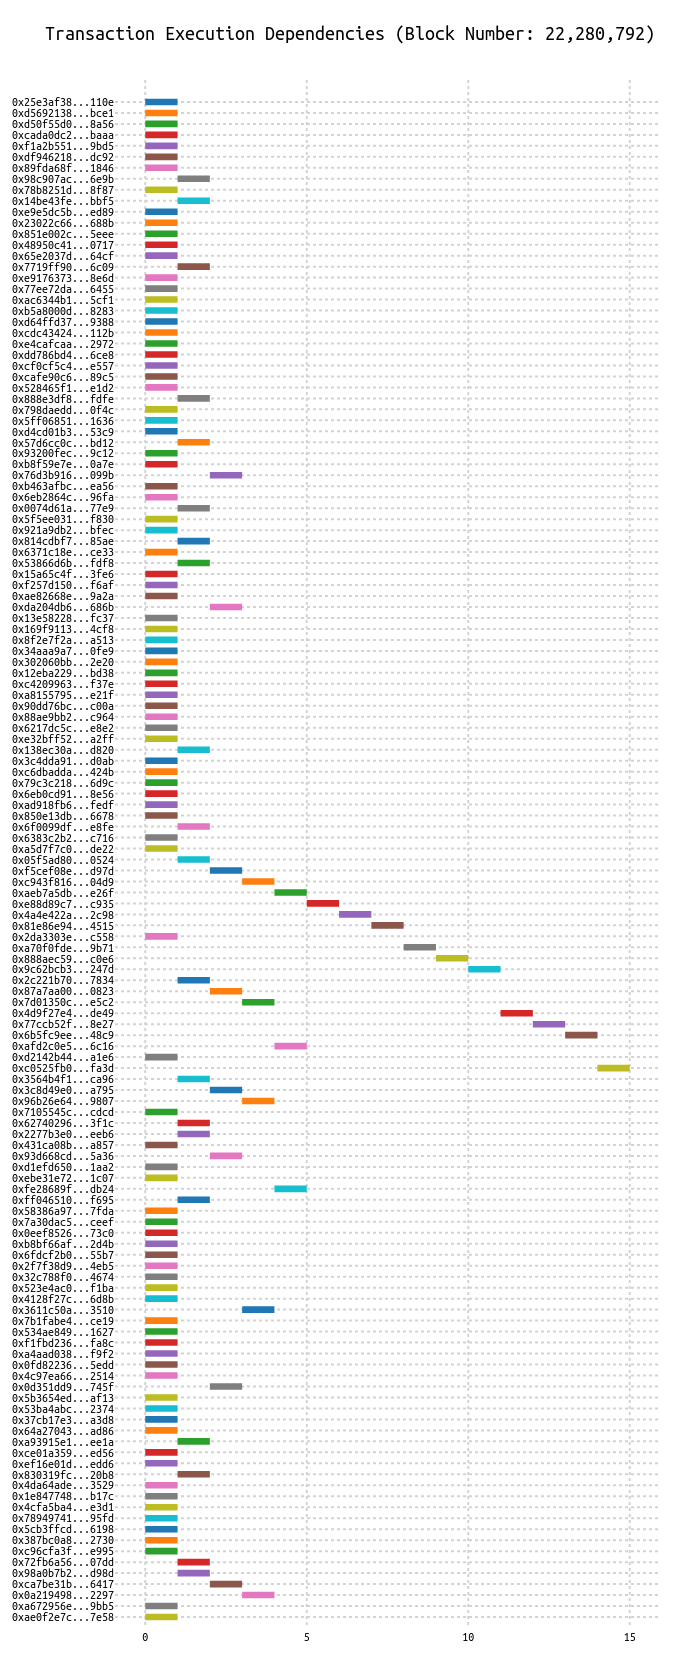 Transaction Execution Dependencies (Block Number: 22,280,792)
0x25e3af38...110e
0xd5692138...bce1
0xd50f55d0...8a56
0xcada0dc2...baaa
0xf1a2b551...9bd5
0xdf946218...dc92
0x89fda68f...1846
0x98c907ac...6e9b
0x78b8251d...8f87
0x14be43fe...bbf5
0xe9e5dc5b...ed89
0x23022c66...688b
0x851e002c...5eee
0x48950c41...0717
0x65e2037d...64cf
0x7719ff90...6c09
0xe9176373...8e6d
0x77ee72da...6455
0xac6344b1...5cf1
0xb5a8000d...8283
0xd64ffd37...9388
0xcdc43424...112b
0xe4cafcaa...2972
0xdd786bd4...6ce8
0xcf0cf5c4...e557
0xcafe90c6...89c5
0x528465f1...e1d2
0x888e3df8...fdfe
0x798daedd...0f4c
0x5ff06851...1636
0xd4cd01b3...53c9
0x57d6cc0c...bd12
0x93200fec...9c12
0xb8f59e7e...0a7e
0x76d3b916...099b
0xb463afbc...ea56
0x6eb2864c...96fa
0x0074d61a...77e9
0x5f5ee031...f830
0x921a9db2...bfec
0x814cdbf7...85ae
0x6371c18e...ce33
0x53866d6b...fdf8
0x15a65c4f...3fe6
0xf257d150...f6af
0xae82668e...9a2a
0xda204db6...686b
0x13e58228...fc37
0x169f9113...4cf8
0x8f2e7f2a...a513
0x34aaa9a7...0fe9
0x302060bb...2e20
0x12eba229...bd38
0xc4209963...f37e
0xa8155795...e21f
0x90dd76bc...c00a
0x88ae9bb2...c964
0x6217dc5c...e8e2
0xe32bff52...a2ff
0x138ec30a...d820
0x3c4dda91...d0ab
0xc6dbadda...424b
0x79c3c218...6d9c
0x6eb0cd91...8e56
0xad918fb6...fedf
0x850e13db...6678
0x6f0099df...e8fe
0x6383c2b2...c716
0xa5d7f7c0...de22
0x05f5ad80...0524
0xf5cef08e...d97d
0xc943f816...04d9
0xaeb7a5db...e26f
0xe88d89c7...c935
0x4a4e422a...2c98
0x81e86e94...4515
0x2da3303e...c558
0xa70f0fde...9b71
0x888aec59...c0e6
0x9c62bcb3...247d
0x2c221b70...7834
0x87a7aa00...0823
0x7d01350c...e5c2
0x4d9f27e4...de49
0x77ccb52f...8e27
0x6b5fc9ee...48c9
0xafd2c0e5...6c16
0xd2142b44...a1e6
0xc0525fb0...fa3d
0x3564b4f1...ca96
0x3c8d49e0...a795
0x96b26e64...9807
0x7105545c...cdcd
0x62740296...3f1c
0x2277b3e0...eeb6
0x431ca08b...a857
0x93d668cd...5a36
0xd1efd650...1aa2
0xebe31e72...1c07
0xfe28689f...db24
0xff046510...f695
0x58386a97...7fda
0x7a30dac5...ceef
0x0eef8526...73c0
0xb8bf66af...2d4b
0x6fdcf2b0...55b7
0x2f7f38d9...4eb5
0x32c788f0...4674
0x523e4ac0...f1ba
0x4128f27c...6d8b
0x3611c50a...3510
0x7b1fabe4...ce19
0x534ae849...1627
0xf1fbd236...fa8c
0xa4aad038...f9f2
0x0fd82236...5edd
0x4c97ea66...2514
0x0d351dd9...745f
0x5b3654ed...af13
0x53ba4abc...2374
0x37cb17e3...a3d8
0x64a27043...ad86
0xa93915e1...ee1a
0xce01a359...ed56
0xef16e01d...edd6
0x830319fc...20b8
0x4da64ade...3529
0x1e847748...b17c
0x4cfa5ba4...e3d1
0x78949741...95fd
0x5cb3ffcd...6198
0x387bc0a8...2730
0xc96cfa3f...e995
0x72fb6a56...07dd
0x98a0b7b2...d98d
0xca7be31b...6417
0x0a219498...2297
0xa672956e...9bb5
0xae0f2e7c...7e58
0 5 10 15